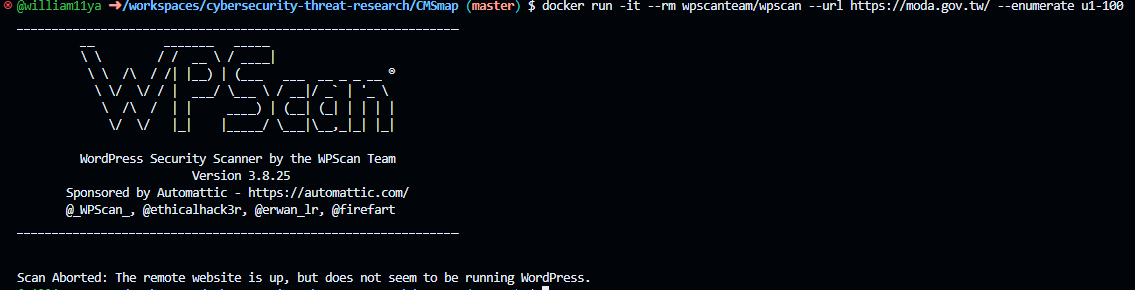 @william11ya ➜/workspaces/cybersecurity-threat-research/CMSmap (master) $ docker run -it --rm wpscanteam/wpscan --url https://moda.gov.tw/ --enumerate u1-100
WPScan ®
WordPress Security Scanner by the WPScan Team
Version 3.8.25
Sponsored by Automattic - https://automattic.com/
@_WPScan_, @ethicalhack3r, @erwan_lr, @firefart
Scan Aborted: The remote website is up, but does not seem to be running WordPress.